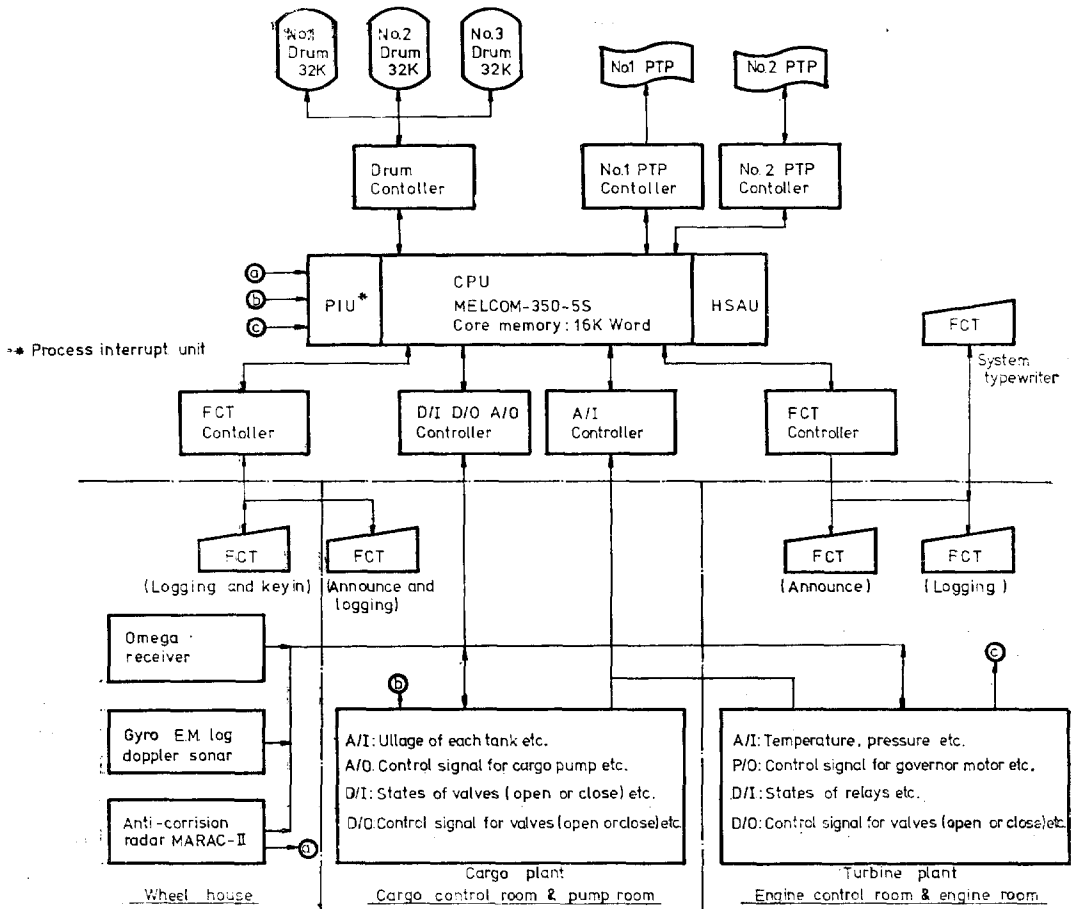 No.1
Drum
32K
No.2
Drum
32K
No.3
Drum
32K
No.1 PTP
No.2 PTP
Drum
Contoller
No.1 PTP
Contoller
No. 2 PTP
Contoller
a
b
c
PIU*
CPU
MELCOM-350-5S
Core memory : 16K Word
HSAU
FCT
System
typewriter
* Process interrupt unit
FCT
Contoller
D/I D/O A/O
Controller
A/I
Controller
FCT
Controller
FCT
(Logging and keyin)
FCT
(Announce and
logging)
FCT
(Announce)
FCT
(Logging)
Omega
receiver
Gyro E.M. log
doppler sonar
Anti-corrision
radar MARAC-II
a
b
c
A/I: Ullage of each tank etc.
A/O: Control signal for cargo pump etc.
D/I: States of valves (open or close) etc.
D/O: Control signal for valves (open or close) etc.
A/I: Temperature, pressure etc.
P/O: Control signal for governor motor etc.
D/I: States of relays etc.
D/O: Control signal for valves (open or close) etc.
Wheel house
Cargo plant
Cargo control room & pump room
Turbine plant
Engine control room & engine room